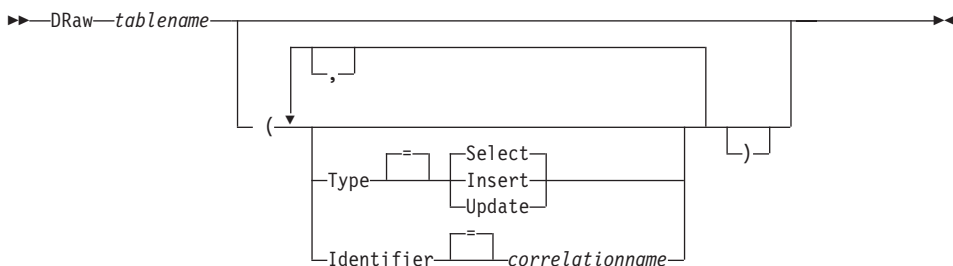 DRaw tablename
,
(
)
= Select
Type Insert
Update
=
Identifier correlationname